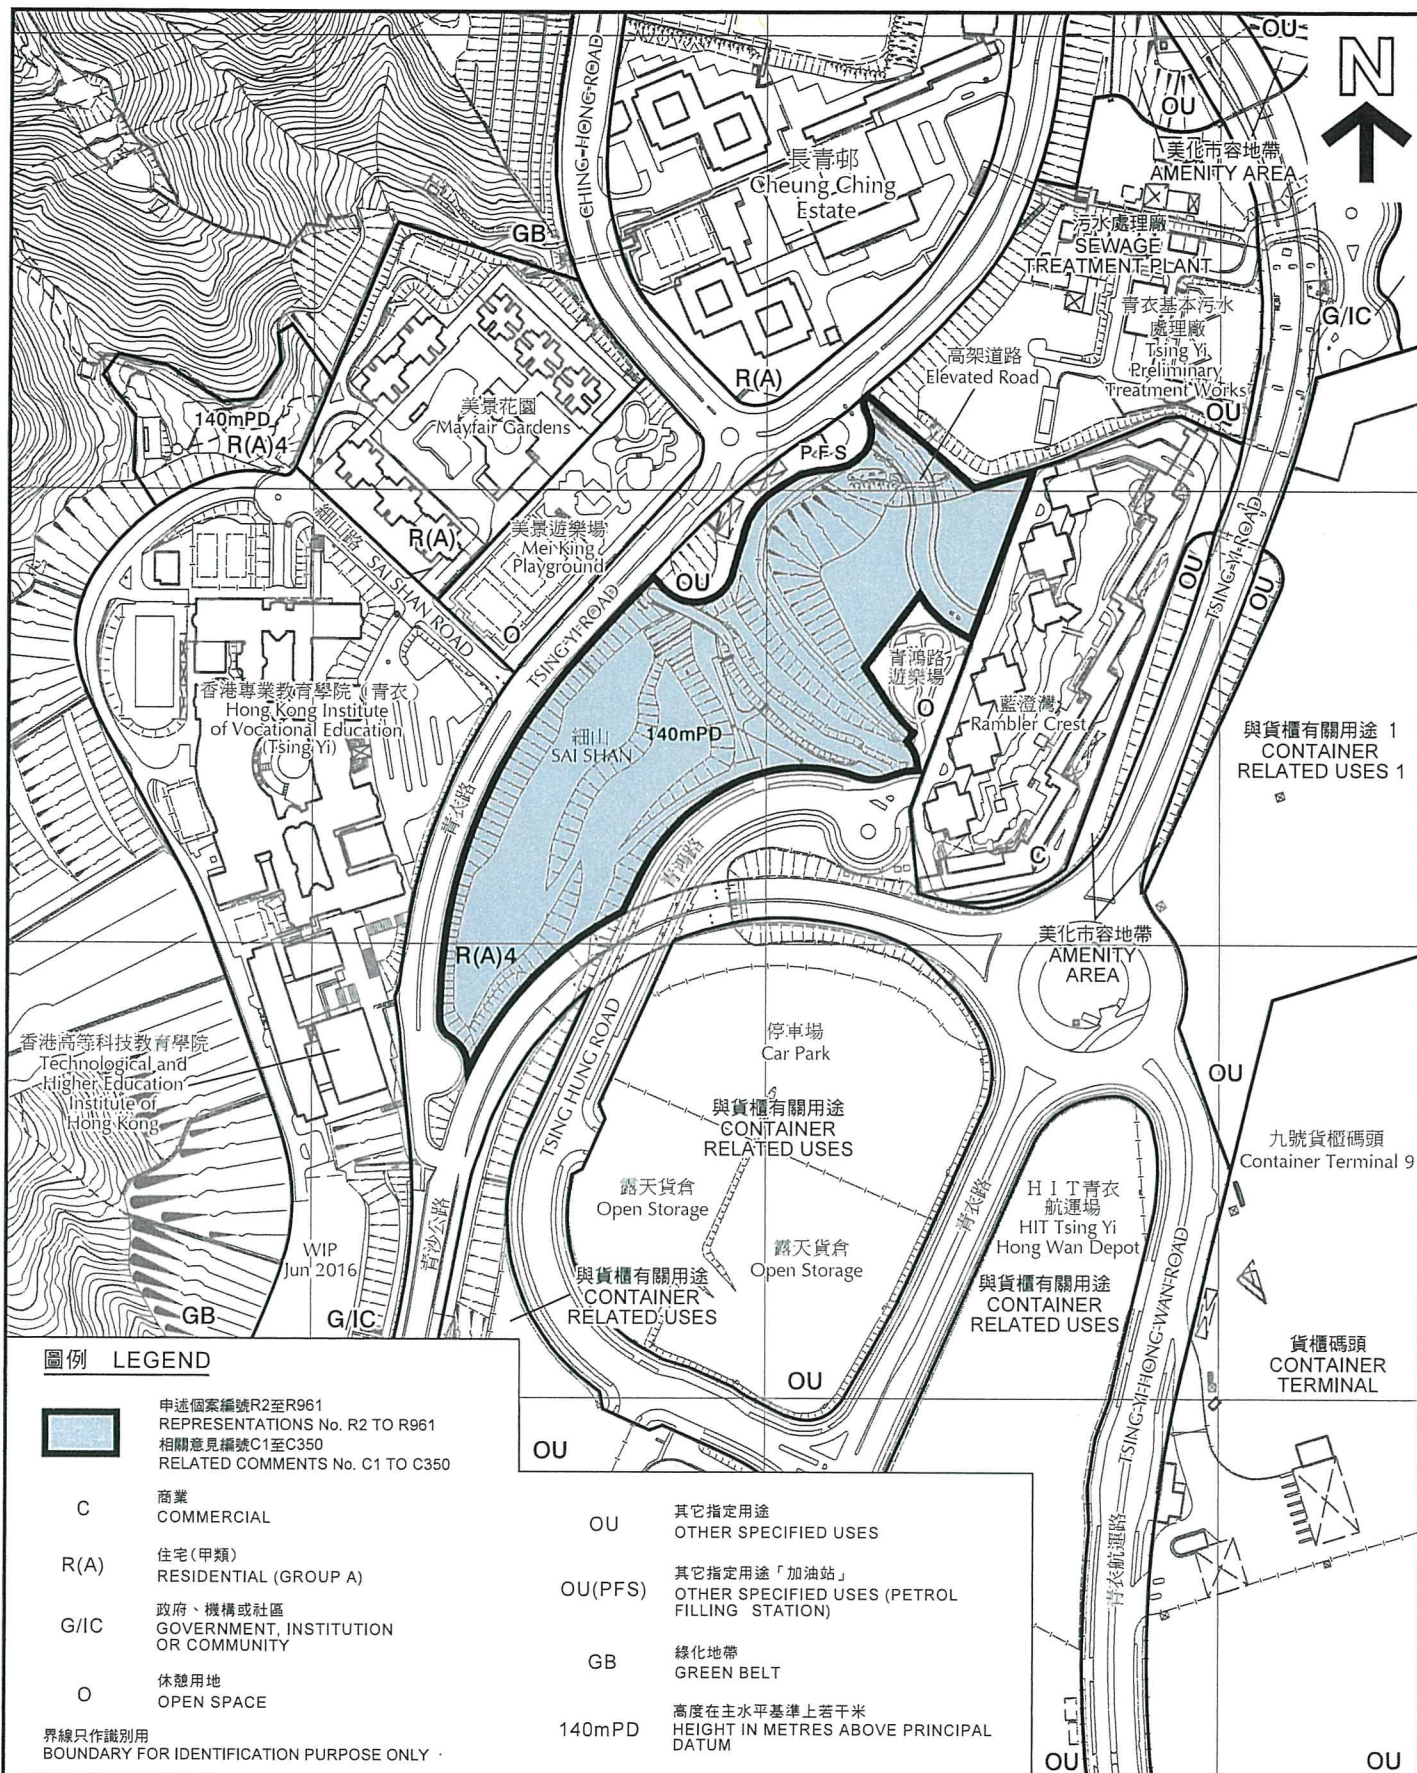 OU
N
CHING-HONG-ROAD
OU
美化市容地帶
AMENITY AREA
長青邨
Cheung Ching
Estate
污水處理廠
SEWAGE
TREATMENT PLANT
GB
青衣基本污水
處理廠
Tsing Yi
Preliminary
Treatment Works
G/IC
高架道路
Elevated Road
R(A)
OU
140mPD
R(A)4
美景花園
Mayfair Gardens
P-F-S
R(A)
美景遊樂場
Mei King
Playground
細山路 SAI SHAN ROAD
OU
O
TSING-YI-ROAD
TSING-YI-ROAD
OU
OU
青鴻路
遊樂場
O
香港專業教育學院（青衣）
Hong Kong Institute
of Vocational Education
(Tsing Yi)
藍澄灣
Rambler Crest
細山
SAI SHAN
140mPD
與貨櫃有關用途 1
CONTAINER
RELATED USES 1
青衣路
青鴻路
C
R(A)4
美化市容地帶
AMENITY
AREA
香港高等科技教育學院
Technological and
Higher Education
Institute of
Hong Kong
TSING HUNG ROAD
停車場
Car Park
OU
與貨櫃有關用途
CONTAINER
RELATED USES
九號貨櫃碼頭
Container Terminal 9
露天貨倉
Open Storage
青衣路
HIT青衣
航運場
HIT Tsing Yi
Hong Wan Depot
WIP
Jun 2016
青沙公路
露天貨倉
Open Storage
與貨櫃有關用途
CONTAINER
RELATED USES
與貨櫃有關用途
CONTAINER
RELATED USES
TSING-YI-HONG-WAN-ROAD
GB
G/IC
貨櫃碼頭
CONTAINER
TERMINAL
OU
OU
青衣航運路
OU
OU
圖例 LEGEND
申述個案編號R2至R961
REPRESENTATIONS No. R2 TO R961
相關意見編號C1至C350
RELATED COMMENTS No. C1 TO C350
C
商業
COMMERCIAL
R(A)
住宅(甲類)
RESIDENTIAL (GROUP A)
G/IC
政府、機構或社區
GOVERNMENT, INSTITUTION
OR COMMUNITY
O
休憩用地
OPEN SPACE
界線只作識別用
BOUNDARY FOR IDENTIFICATION PURPOSE ONLY
OU
其它指定用途
OTHER SPECIFIED USES
OU(PFS)
其它指定用途「加油站」
OTHER SPECIFIED USES (PETROL
FILLING STATION)
GB
綠化地帶
GREEN BELT
140mPD
高度在主水平基準上若干米
HEIGHT IN METRES ABOVE PRINCIPAL
DATUM